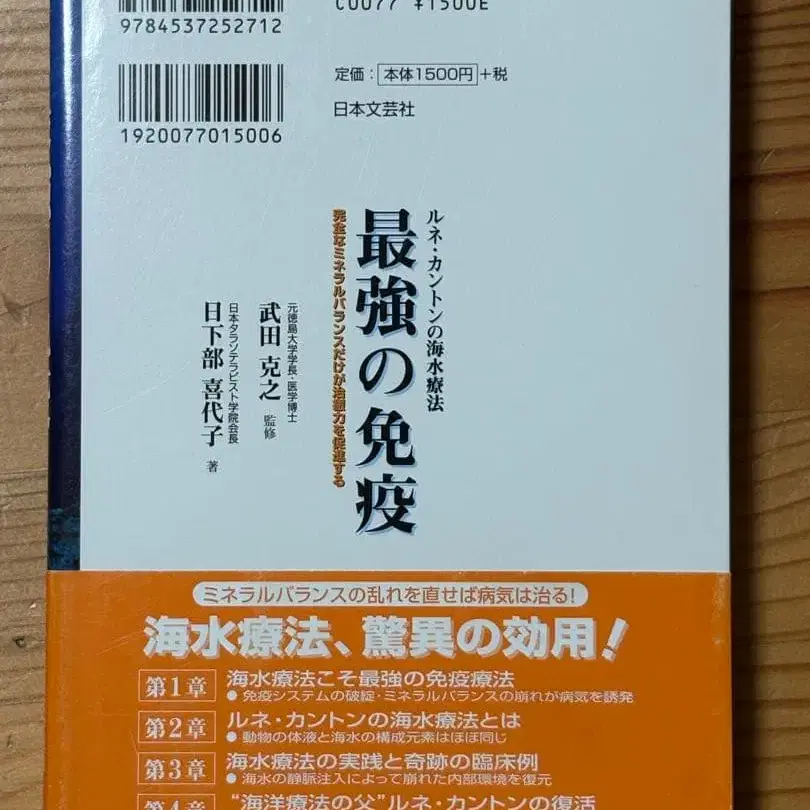 9784537252712
C0077 ¥1500E
1920077015006
定価：本体1500円+税
日本文芸社
ルネ・カントンの海水療法
最強の免疫
完全なミネラルバランスだけが治癒力を促進する
元徳島大学学長・医学博士
武田 克之 監修
日本タラソテラピスト学院会長
日下部 喜代子 著
ミネラルバランスの乱れを直せば病気は治る！
海水療法、驚異の効用！
第1章 海水療法こそ最強の免疫療法
●免疫システムの破綻・ミネラルバランスの崩れが病気を誘発
第2章 ルネ・カントンの海水療法とは
●動物の体液と海水の構成元素はほぼ同じ
第3章 海水療法の実践と奇跡の臨床例
●海水の静脈注入によって崩れた内部環境を復元
第4章 “海洋療法の父”ルネ・カントンの復活